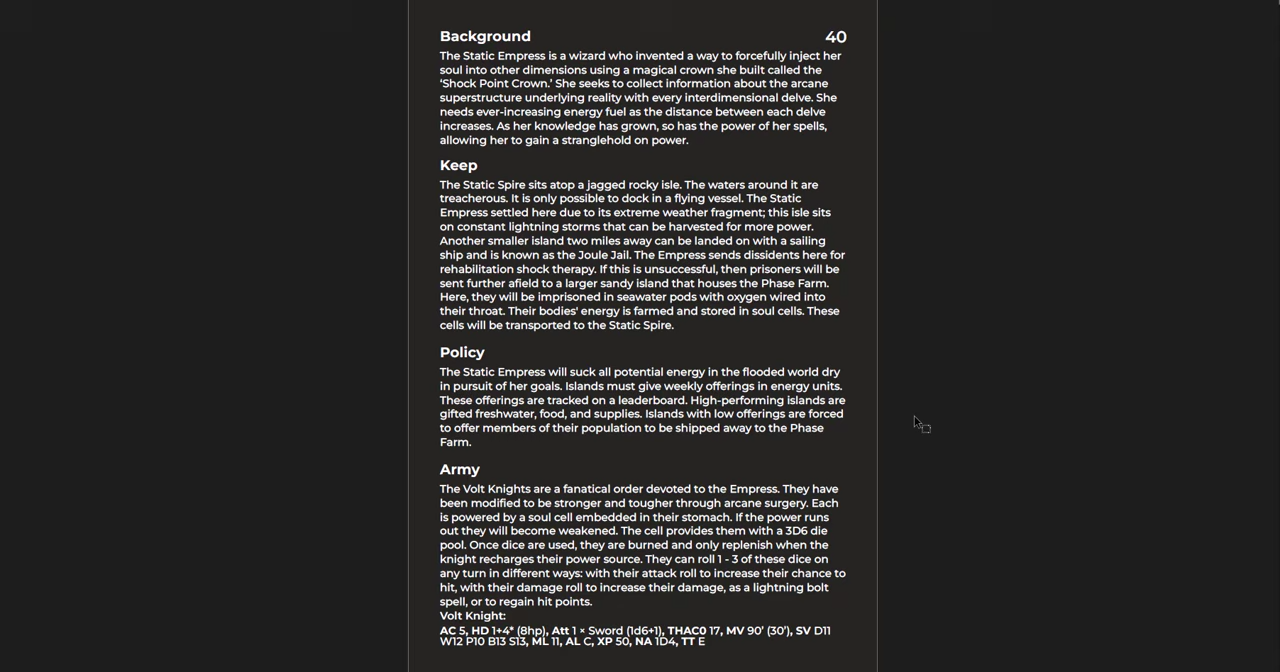 Background
40
The Static Empress is a wizard who invented a way to forcefully inject her
soul into other dimensions using a magical crown she built called the
‘Shock Point Crown.’ She seeks to collect information about the arcane
superstructure underlying reality with every interdimensional delve. She
needs ever-increasing energy fuel as the distance between each delve
increases. As her knowledge has grown, so has the power of her spells,
allowing her to gain a stranglehold on power.
Keep
The Static Spire sits atop a jagged rocky isle. The waters around it are
treacherous. It is only possible to dock in a flying vessel. The Static
Empress settled here due to its extreme weather fragment; this isle sits
on constant lightning storms that can be harvested for more power.
Another smaller island two miles away can be landed on with a sailing
ship and is known as the Joule Jail. The Empress sends dissidents here for
rehabilitation shock therapy. If this is unsuccessful, then prisoners will be
sent further afield to a larger sandy island that houses the Phase Farm.
Here, they will be imprisoned in seawater pods with oxygen wired into
their throat. Their bodies' energy is farmed and stored in soul cells. These
cells will be transported to the Static Spire.
Policy
The Static Empress will suck all potential energy in the flooded world dry
in pursuit of her goals. Islands must give weekly offerings in energy units.
These offerings are tracked on a leaderboard. High-performing islands are
gifted freshwater, food, and supplies. Islands with low offerings are forced
to offer members of their population to be shipped away to the Phase
Farm.
Army
The Volt Knights are a fanatical order devoted to the Empress. They have
been modified to be stronger and tougher through arcane surgery. Each
is powered by a soul cell embedded in their stomach. If the power runs
out they will become weakened. The cell provides them with a 3D6 die
pool. Once dice are used, they are burned and only replenish when the
knight recharges their power source. They can roll 1 - 3 of these dice on
any turn in different ways: with their attack roll to increase their chance to
hit, with their damage roll to increase their damage, as a lightning bolt
spell, or to regain hit points.
Volt Knight:
AC 5, HD 1+4* (8hp), Att 1 × Sword (1d6+1), THAC0 17, MV 90’ (30’), SV D11
W12 P10 B13 S13, ML 11, AL C, XP 50, NA 1D4, TT E